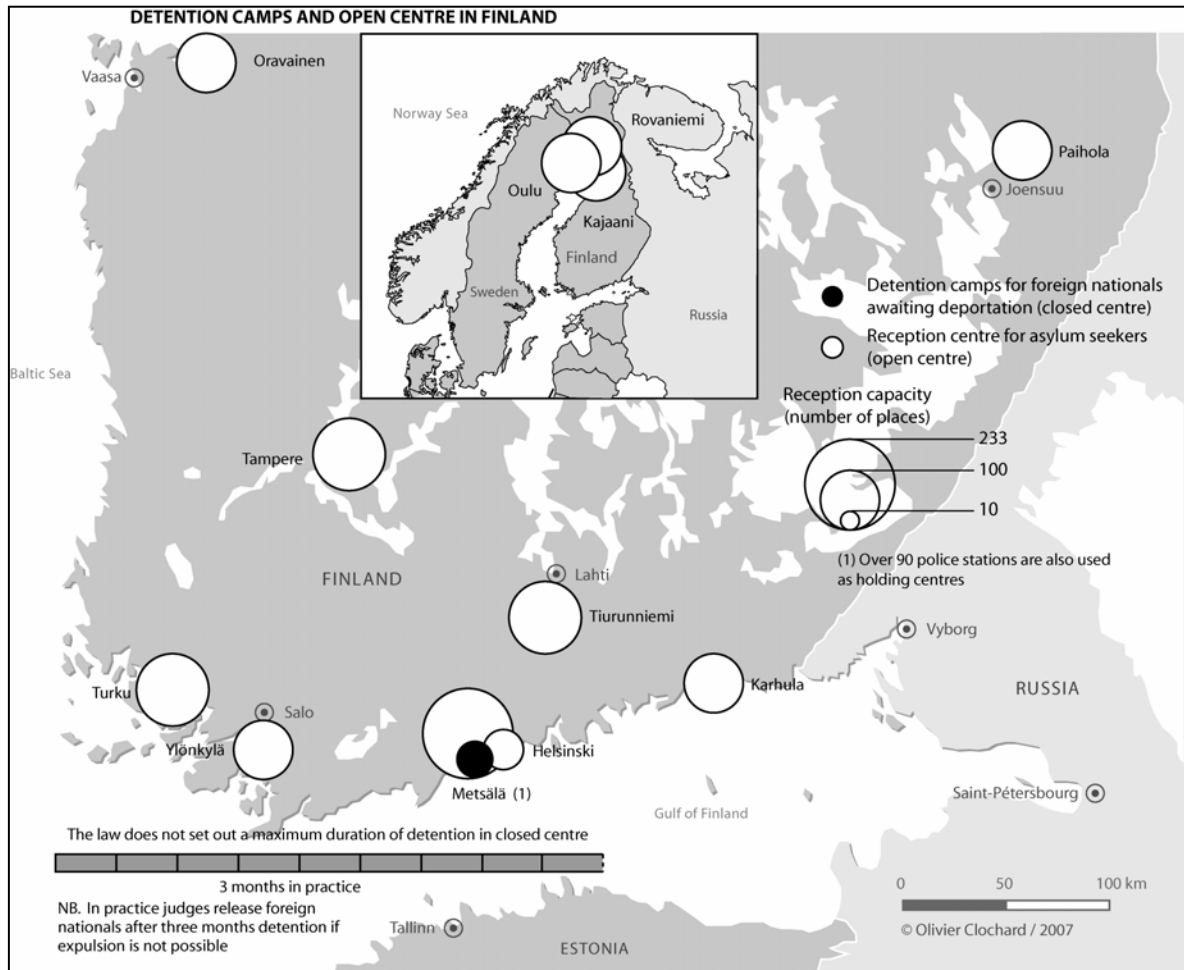 DETENTION CAMPS AND OPEN CENTRE IN FINLAND
Vaasa
Oravainen
Norway Sea
Rovaniemi
Oulu
Kajaani
Finland
Sweden
Russia
Paihola
Joensuu
Detention camps for foreign nationals
awaiting deportation (closed centre)
Reception centre for asylum seekers
(open centre)
Baltic Sea
Reception capacity
(number of places)
233
100
10
Tampere
(1) Over 90 police stations are also used
as holding centres
FINLAND
Lahti
Tiurunniemi
Vyborg
Turku
Karhula
RUSSIA
Salo
Ylönkylä
Helsinki
Metsälä (1)
Saint-Pétersbourg
Gulf of Finland
The law does not set out a maximum duration of detention in closed centre
3 months in practice
NB. In practice judges release foreign
nationals after three months detention if
expulsion is not possible
Tallinn
ESTONIA
0 50 100 km
© Olivier Clochard / 2007